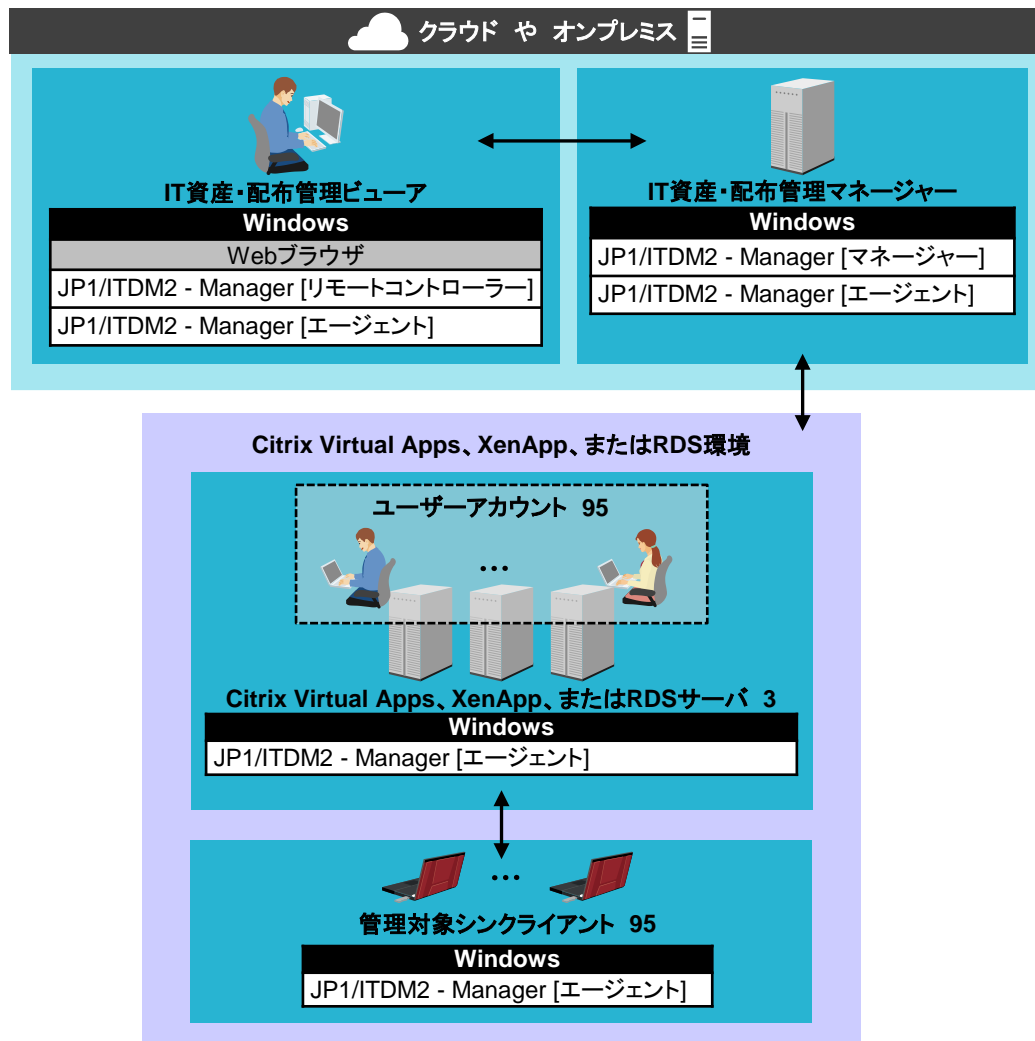 クラウド や オンプレミス
IT資産・配布管理ビューア
Windows
Webブラウザ
JP1/ITDM2 - Manager [リモートコントローラー]
JP1/ITDM2 - Manager [エージェント]
IT資産・配布管理マネージャー
Windows
JP1/ITDM2 - Manager [マネージャー]
JP1/ITDM2 - Manager [エージェント]
Citrix Virtual Apps、XenApp、またはRDS環境
ユーザーアカウント 95
…
Citrix Virtual Apps、XenApp、またはRDSサーバ 3
Windows
JP1/ITDM2 - Manager [エージェント]
…
管理対象シンクライアント 95
Windows
JP1/ITDM2 - Manager [エージェント]